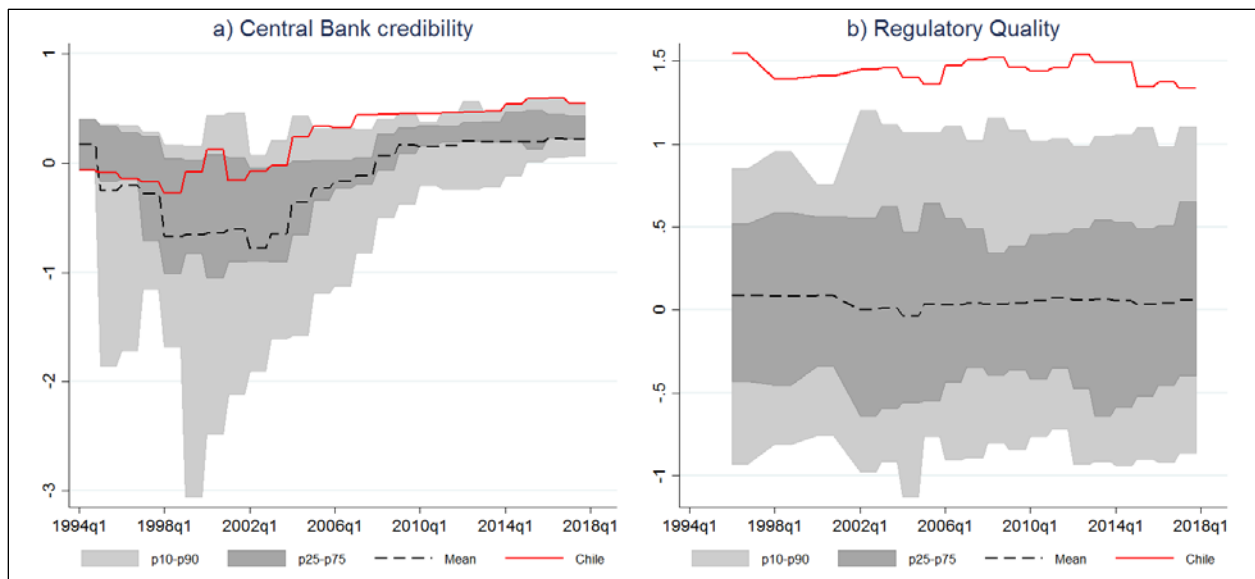 a) Central Bank credibility
1
0
-1
-2
-3
1994q1 1998q1 2002q1 2006q1 2010q1 2014q1 2018q1
p10-p90 p25-p75 Mean Chile
b) Regulatory Quality
1.5
1
.5
0
-.5
-1
1994q1 1998q1 2002q1 2006q1 2010q1 2014q1 2018q1
p10-p90 p25-p75 Mean Chile